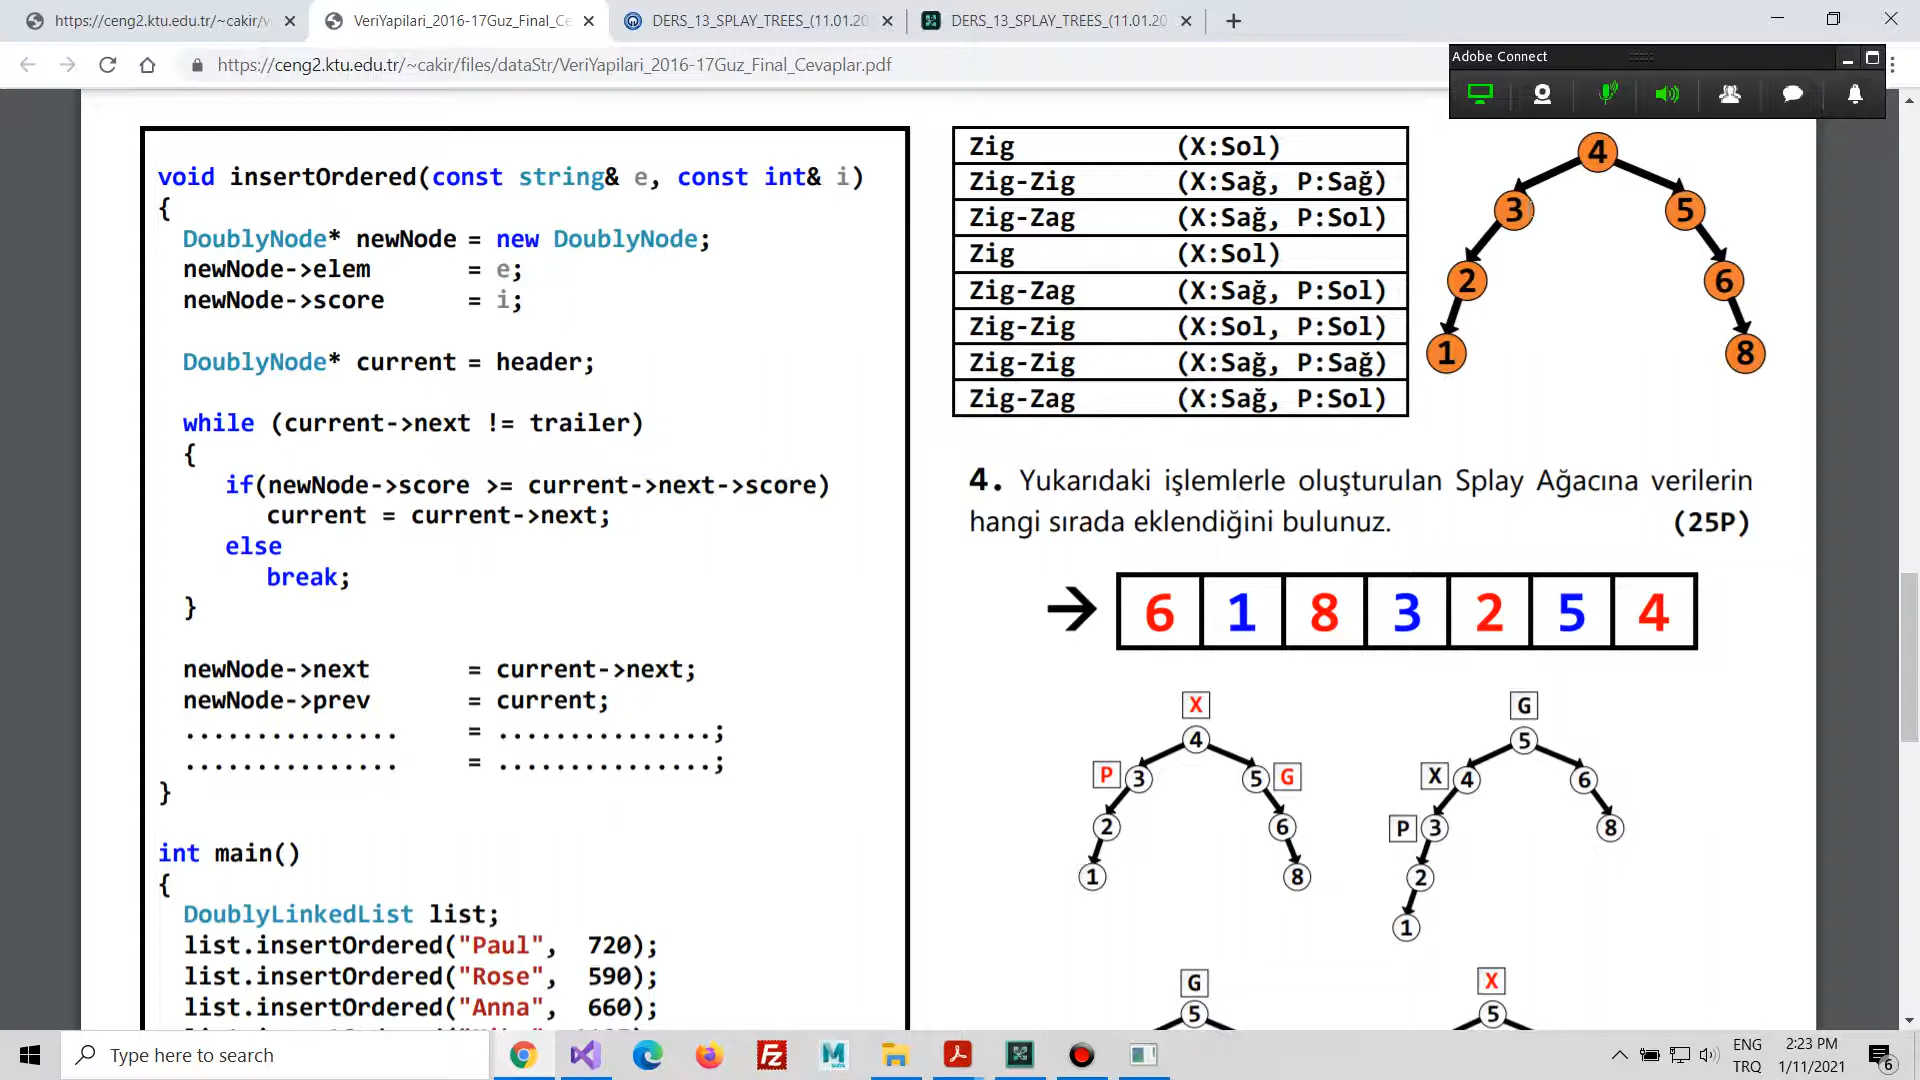 https://ceng2.ktu.edu.tr/~cakir/v
VeriYapilari_2016-17Guz_Final_Ce
DERS_13_SPLAY_TREES_(11.01.20
DERS_13_SPLAY_TREES_(11.01.20
https://ceng2.ktu.edu.tr/~cakir/files/dataStr/VeriYapilari_2016-17Guz_Final_Cevaplar.pdf
Adobe Connect
void insertOrdered(const string& e, const int& i)
{
DoublyNode* newNode = new DoublyNode;
newNode->elem = e;
newNode->score = i;
DoublyNode* current = header;
while (current->next != trailer)
{
if(newNode->score >= current->next->score)
current = current->next;
else
break;
}
newNode->next = current->next;
newNode->prev = current;
............... = ...............;
............... = ...............;
}
int main()
{
DoublyLinkedList list;
list.insertOrdered("Paul", 720);
list.insertOrdered("Rose", 590);
list.insertOrdered("Anna", 660);
Zig (X:Sol)
Zig-Zig (X:Sağ, P:Sağ)
Zig-Zag (X:Sağ, P:Sol)
Zig (X:Sol)
Zig-Zag (X:Sağ, P:Sol)
Zig-Zig (X:Sol, P:Sol)
Zig-Zig (X:Sağ, P:Sağ)
Zig-Zag (X:Sağ, P:Sol)
4
3 5
2 6
1 8
4. Yukarıdaki işlemlerle oluşturulan Splay Ağacına verilerin
hangi sırada eklendiğini bulunuz. (25P)
6 1 8 3 2 5 4
X
4
P 3 5 G
2 6
1 8
G
5
X 4 6
P 3 8
2
1
G
5
X
5
Type here to search
ENG
TRQ
2:23 PM
1/11/2021
6